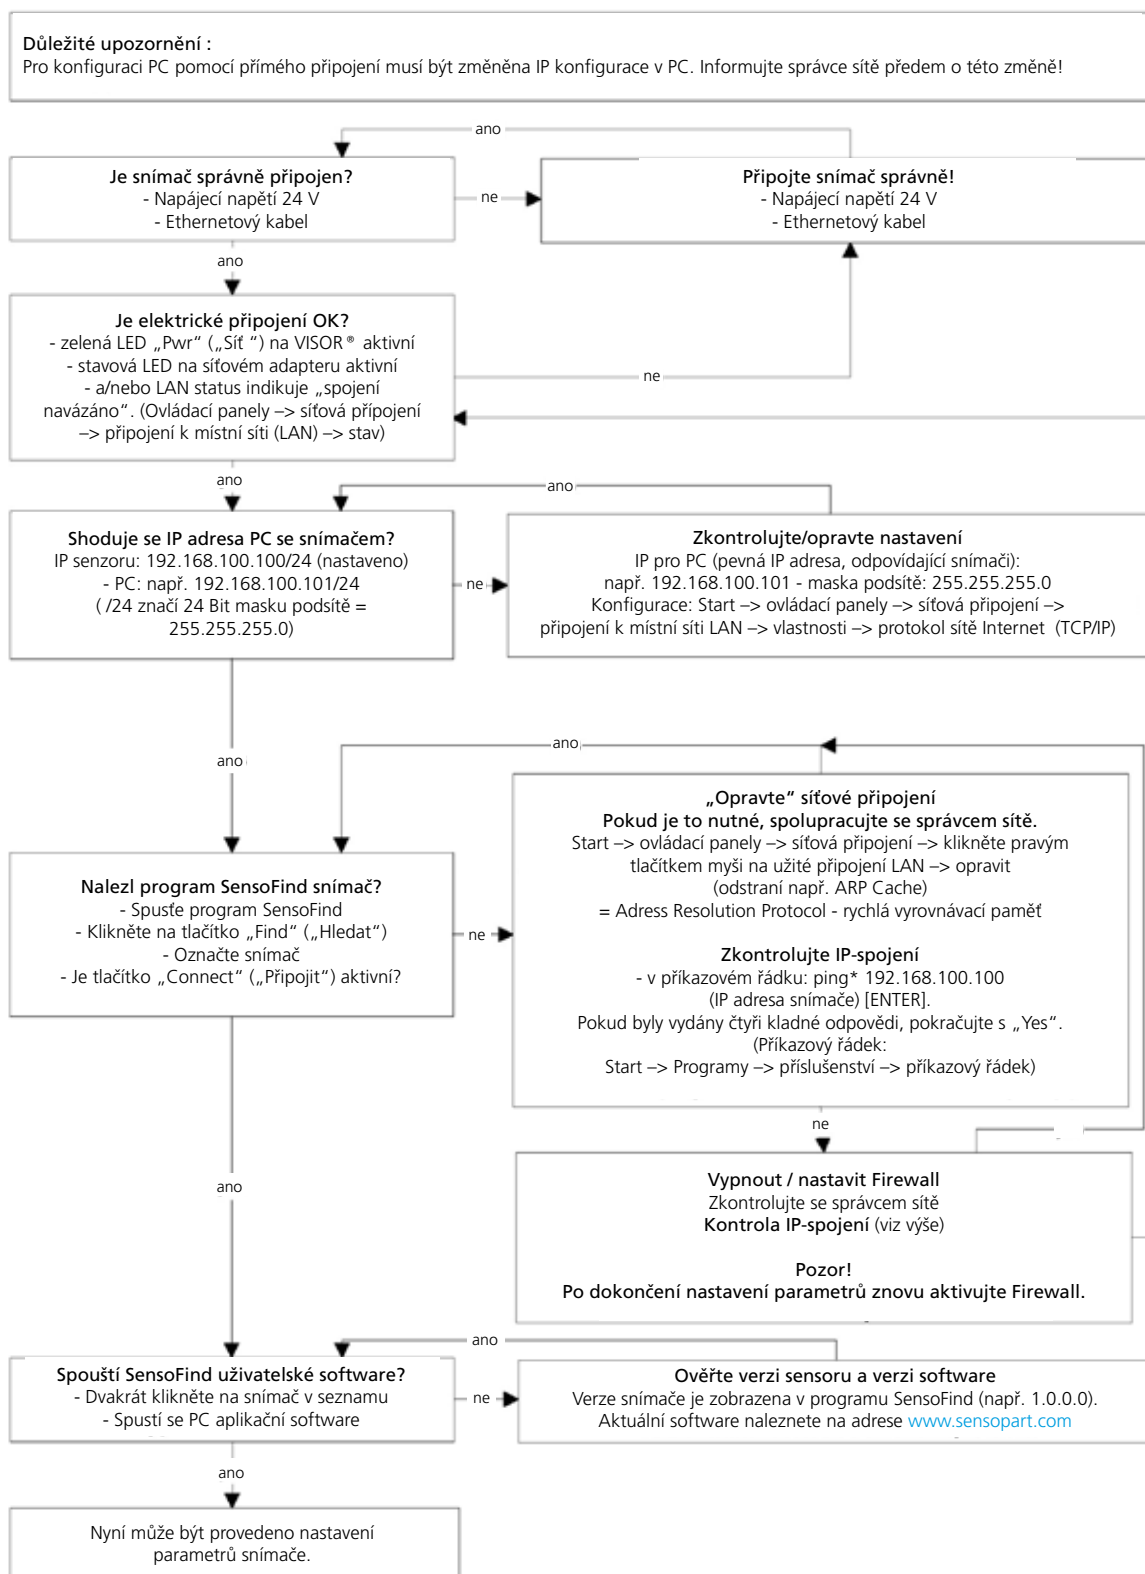 Důležité upozornění :
Pro konfiguraci PC pomocí přímého připojení musí být změněna IP konfigurace v PC. Informujte správce sítě předem o této změně!
ano
Je snímač správně připojen?
- Napájecí napětí 24 V
- Ethernetový kabel
ne
Připojte snímač správně!
- Napájecí napětí 24 V
- Ethernetový kabel
ano
Je elektrické připojení OK?
- zelená LED „Pwr“ („Síť “) na VISOR® aktivní
- stavová LED na síťovém adapteru aktivní
- a/nebo LAN status indikuje „spojení
navázáno“. (Ovládací panely –> síťová přípojení
–> připojení k místní síti (LAN) –> stav)
ne
ano
ano
Shoduje se IP adresa PC se snímačem?
IP senzoru: 192.168.100.100/24 (nastaveno)
- PC: např. 192.168.100.101/24
( /24 značí 24 Bit masku podsítě =
255.255.255.0)
ne
Zkontrolujte/opravte nastavení
IP pro PC (pevná IP adresa, odpovídající snímači):
např. 192.168.100.101 - maska podsítě: 255.255.255.0
Konfigurace: Start –> ovládací panely –> síťová připojení –>
připojení k místní síti LAN –> vlastnosti –> protokol sítě Internet (TCP/IP)
ano
ano
Nalezl program SensoFind snímač?
- Spusťe program SensoFind
- Klikněte na tlačítko „Find“ („Hledat“)
- Označte snímač
- Je tlačítko „Connect“ („Připojit“) aktivní?
ne
„Opravte“ síťové připojení
Pokud je to nutné, spolupracujte se správcem sítě.
Start –> ovládací panely –> síťová připojení –> klikněte pravým
tlačítkem myši na užité připojení LAN –> opravit
(odstraní např. ARP Cache)
= Adress Resolution Protocol - rychlá vyrovnávací paměť
Zkontrolujte IP-spojení
- v příkazovém řádku: ping* 192.168.100.100
(IP adresa snímače) [ENTER].
Pokud byly vydány čtyři kladné odpovědi, pokračujte s „Yes“.
(Příkazový řádek:
Start –> Programy –> příslušenství –> příkazový řádek)
ne
ano
Vypnout / nastavit Firewall
Zkontrolujte se správcem sítě
Kontrola IP-spojení (viz výše)
Pozor!
Po dokončení nastavení parametrů znovu aktivujte Firewall.
ano
Spouští SensoFind uživatelské software?
- Dvakrát klikněte na snímač v seznamu
- Spustí se PC aplikační software
ne
Ověřte verzi sensoru a verzi software
Verze snímače je zobrazena v programu SensoFind (např. 1.0.0.0).
Aktuální software naleznete na adrese www.sensopart.com
ano
Nyní může být provedeno nastavení
parametrů snímače.